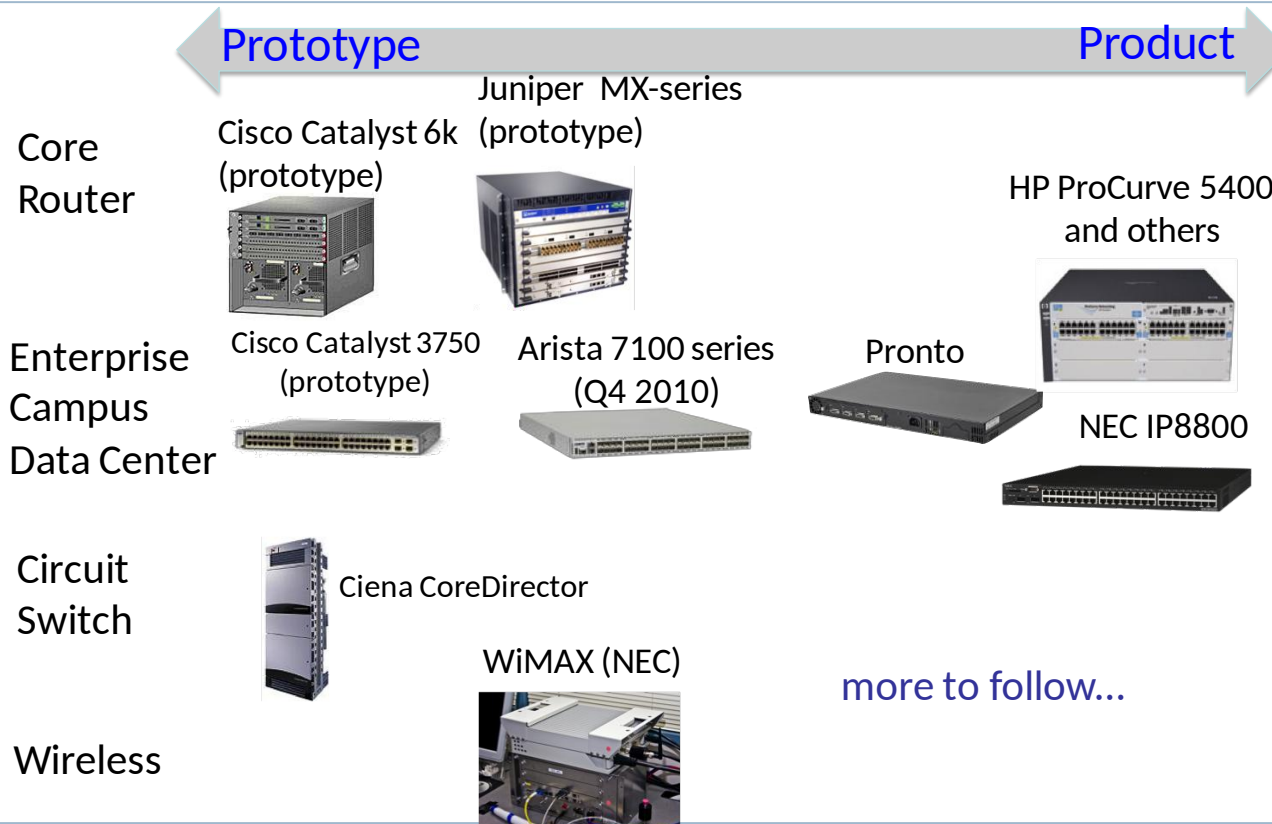 Prototype
Product
Core
Router
Cisco Catalyst 6k
(prototype)
Juniper MX-series
(prototype)
HP ProCurve 5400
and others
Enterprise
Campus
Data Center
Cisco Catalyst 3750
(prototype)
Arista 7100 series
(Q4 2010)
Pronto
NEC IP8800
Circuit
Switch
Ciena CoreDirector
WiMAX (NEC)
more to follow...
Wireless